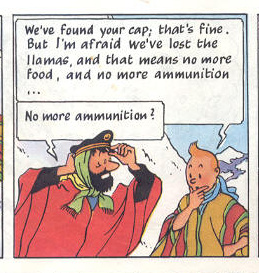 We've found your cap; that's fine.
But I'm afraid we've lost the
llamas, and that means no more
food, and no more ammunition
...
No more ammunition?